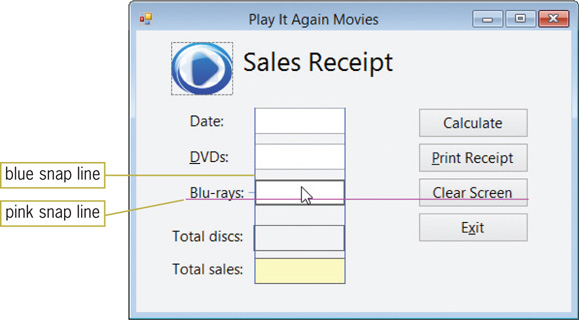 Play It Again Movies
Sales Receipt
Date:
Calculate
DVDs:
Print Receipt
blue snap line
Blu-rays:
Clear Screen
pink snap line
Total discs:
Exit
Total sales: